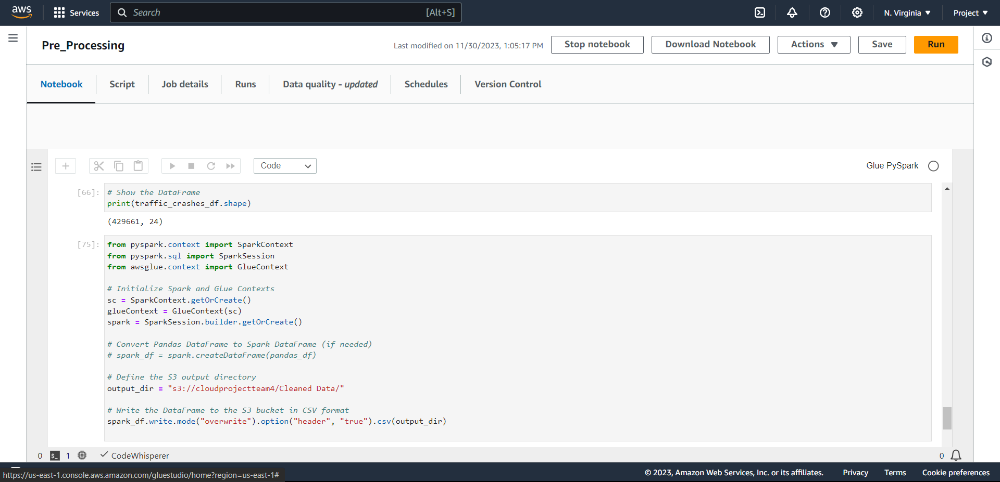 aws
Services
Search [Alt+S]
N. Virginia
Project
Pre_Processing
Last modified on 11/30/2023, 1:05:17 PM
Stop notebook
Download Notebook
Actions
Save
Run
Notebook
Script
Job details
Runs
Data quality - updated
Schedules
Version Control
Code
Glue PySpark
[66]:
# Show the DataFrame
print(traffic_crashes_df.shape)
(429661, 24)
[75]:
from pyspark.context import SparkContext
from pyspark.sql import SparkSession
from awsglue.context import GlueContext
# Initialize Spark and Glue Contexts
sc = SparkContext.getOrCreate()
glueContext = GlueContext(sc)
spark = SparkSession.builder.getOrCreate()
# Convert Pandas DataFrame to Spark DataFrame (if needed)
# spark_df = spark.createDataFrame(pandas_df)
# Define the S3 output directory
output_dir = "s3://cloudprojectteam4/Cleaned Data/"
# Write the DataFrame to the S3 bucket in CSV format
spark_df.write.mode("overwrite").option("header", "true").csv(output_dir)
0 $_ 1 CodeWhisperer
0
https://us-east-1.console.aws.amazon.com/gluestudio/home?region=us-east-1#
© 2023, Amazon Web Services, Inc. or its affiliates.
Privacy
Terms
Cookie preferences